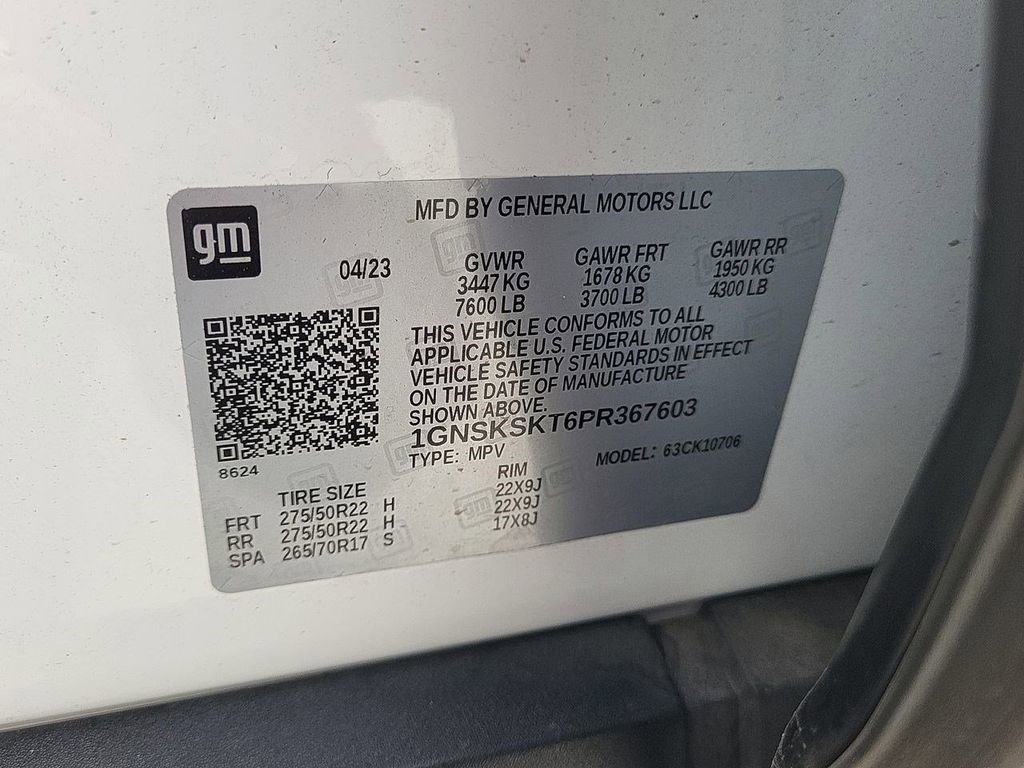 gm
MFD BY GENERAL MOTORS LLC
04/23
GVWR GAWR FRT GAWR RR
3447 KG 1678 KG 1950 KG
7600 LB 3700 LB 4300 LB
THIS VEHICLE CONFORMS TO ALL
APPLICABLE U.S. FEDERAL MOTOR
VEHICLE SAFETY STANDARDS IN EFFECT
ON THE DATE OF MANUFACTURE
SHOWN ABOVE.
1GNSKSKT6PR367603
TYPE: MPV MODEL: 63CK10706
8624
TIRE SIZE RIM
FRT 275/50R22 H 22X9J
RR 275/50R22 H 22X9J
SPA 265/70R17 S 17X8J